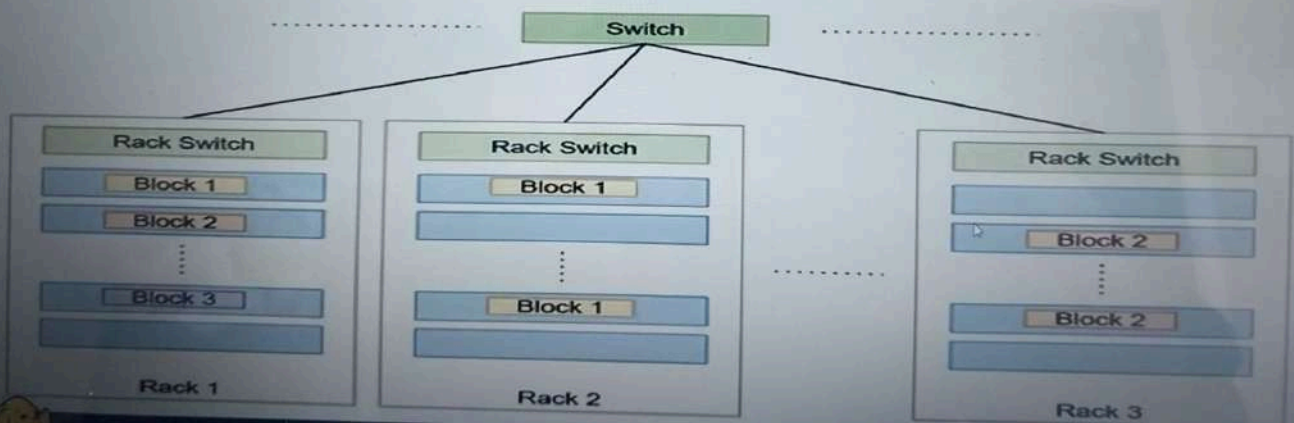 Switch
Rack Switch
Block 1
Block 2
Block 3
Rack 1
Rack Switch
Block 1
Block 1
Rack 2
Rack Switch
Block 2
Block 2
Rack 3